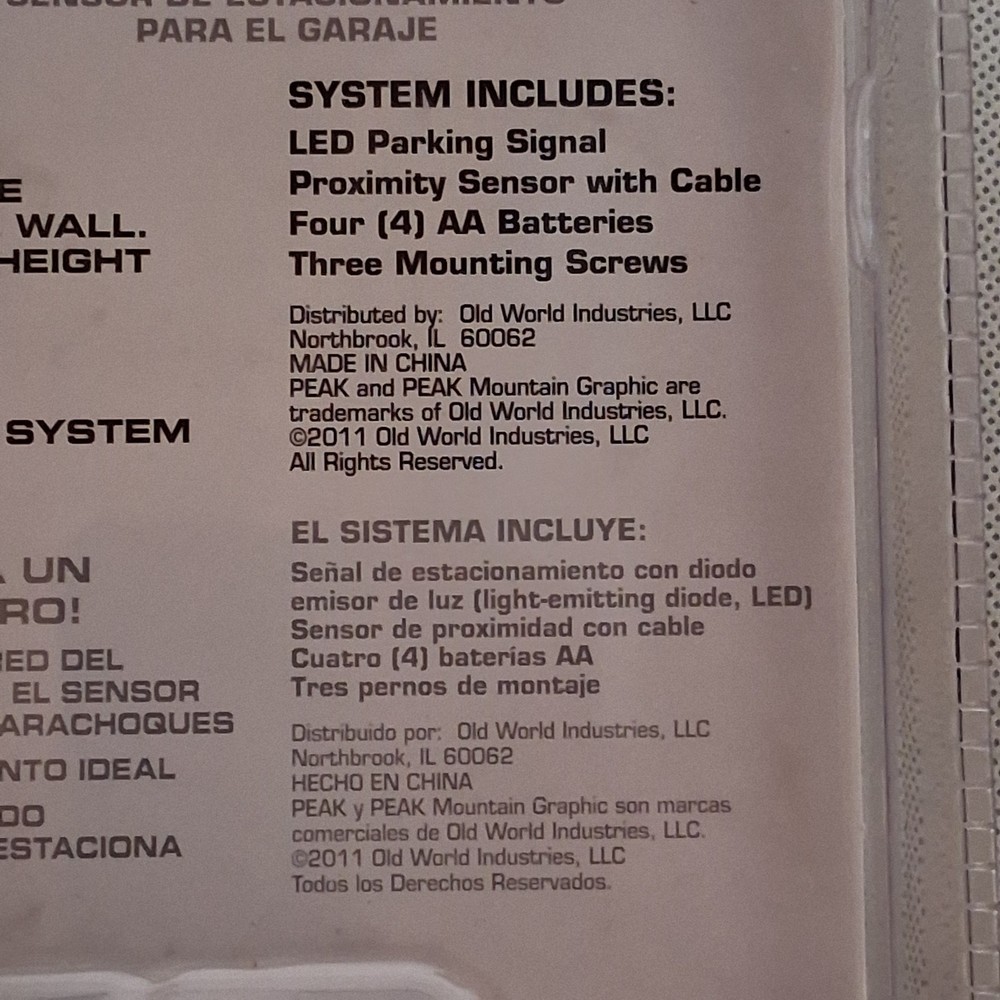 SENSOR DE ESTACIONAMIENTO
PARA EL GARAJE
SYSTEM INCLUDES:
LED Parking Signal
Proximity Sensor with Cable
Four (4) AA Batteries
Three Mounting Screws
Distributed by: Old World Industries, LLC
Northbrook, IL 60062
MADE IN CHINA
PEAK and PEAK Mountain Graphic are
trademarks of Old World Industries, LLC.
©2011 Old World Industries, LLC
All Rights Reserved.
EL SISTEMA INCLUYE:
Señal de estacionamiento con diodo
emisor de luz (light-emitting diode, LED)
Sensor de proximidad con cable
Cuatro (4) baterías AA
Tres pernos de montaje
Distribuido por: Old World Industries, LLC
Northbrook, IL 60062
HECHO EN CHINA
PEAK y PEAK Mountain Graphic son marcas
comerciales de Old World Industries, LLC.
©2011 Old World Industries, LLC
Todos los Derechos Reservados.
E
WALL.
HEIGHT
SYSTEM
UN
RO!
RED DEL
EL SENSOR
ARACHOQUES
NTO IDEAL
DO
ESTACIONA